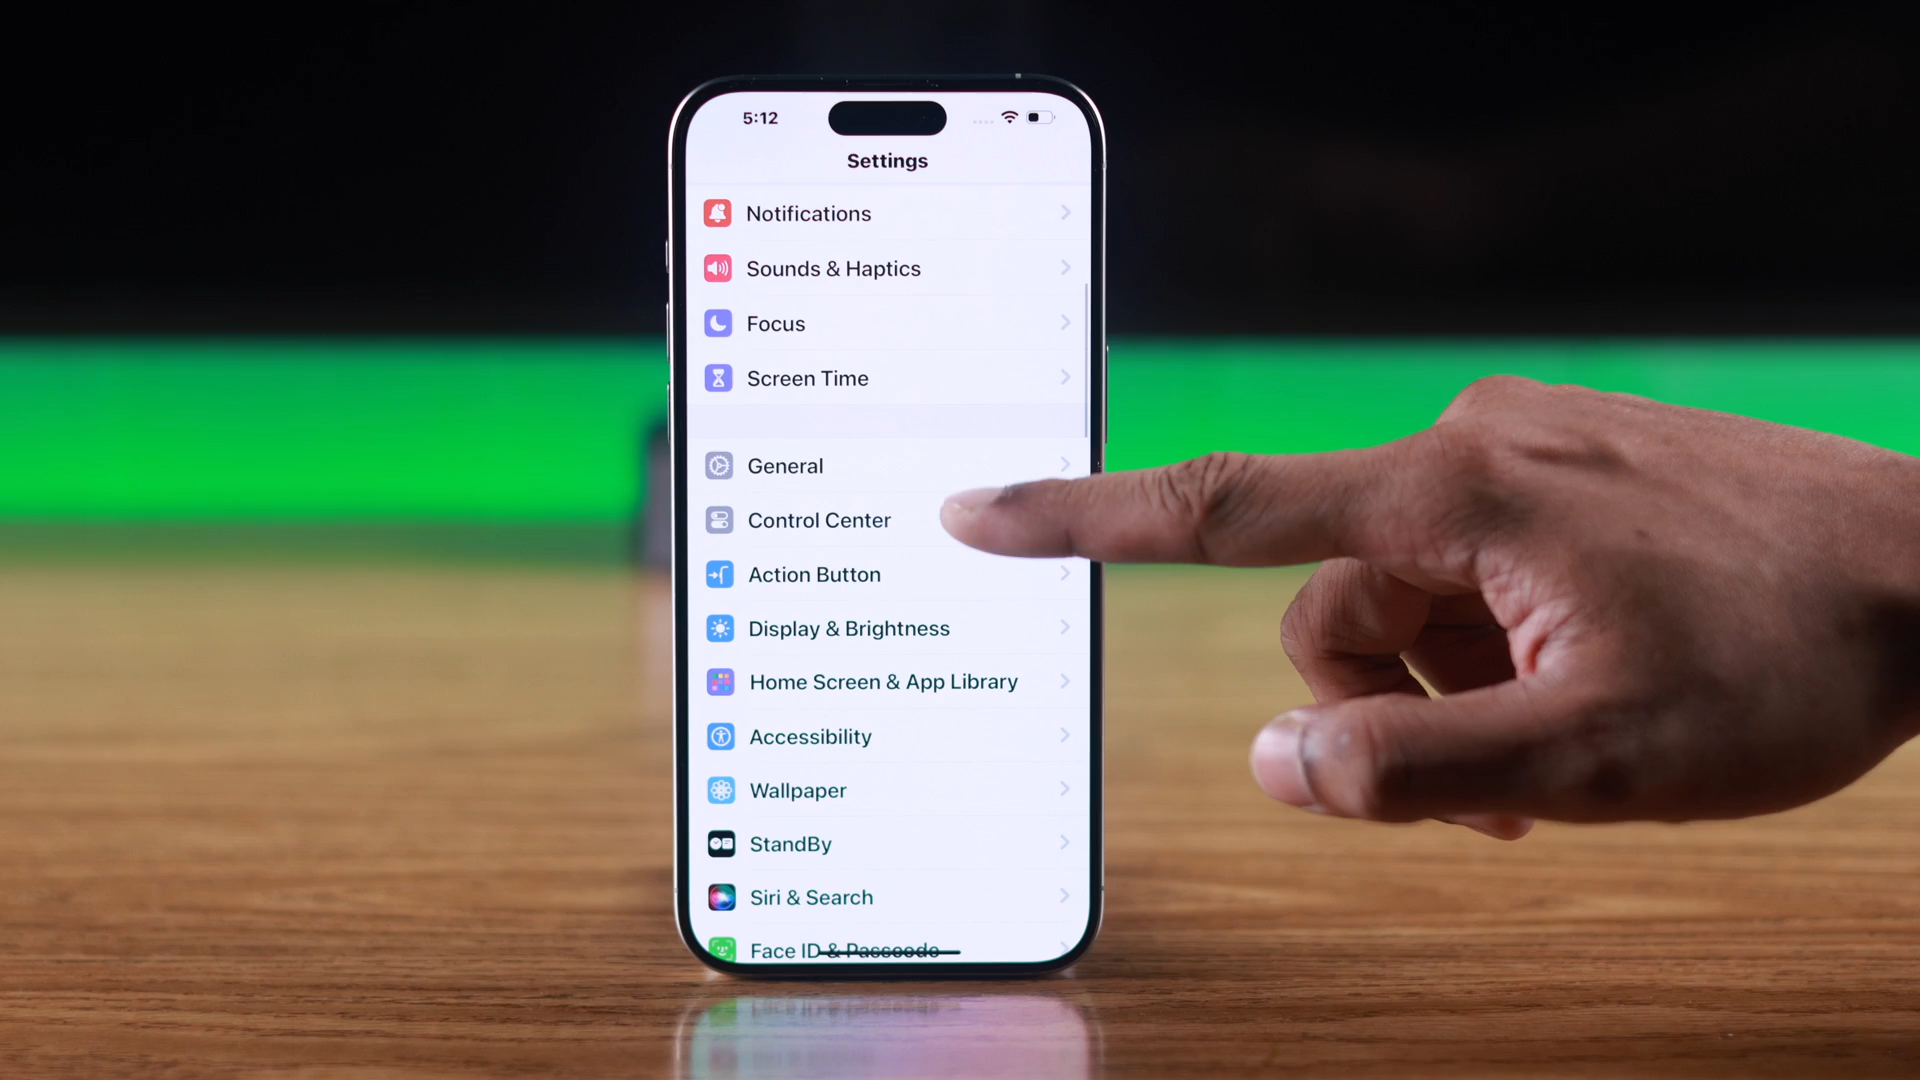 5:12
Settings
Notifications
Sounds & Haptics
Focus
Screen Time
General
Control Center
Action Button
Display & Brightness
Home Screen & App Library
Accessibility
Wallpaper
StandBy
Siri & Search
Face ID & Passcode